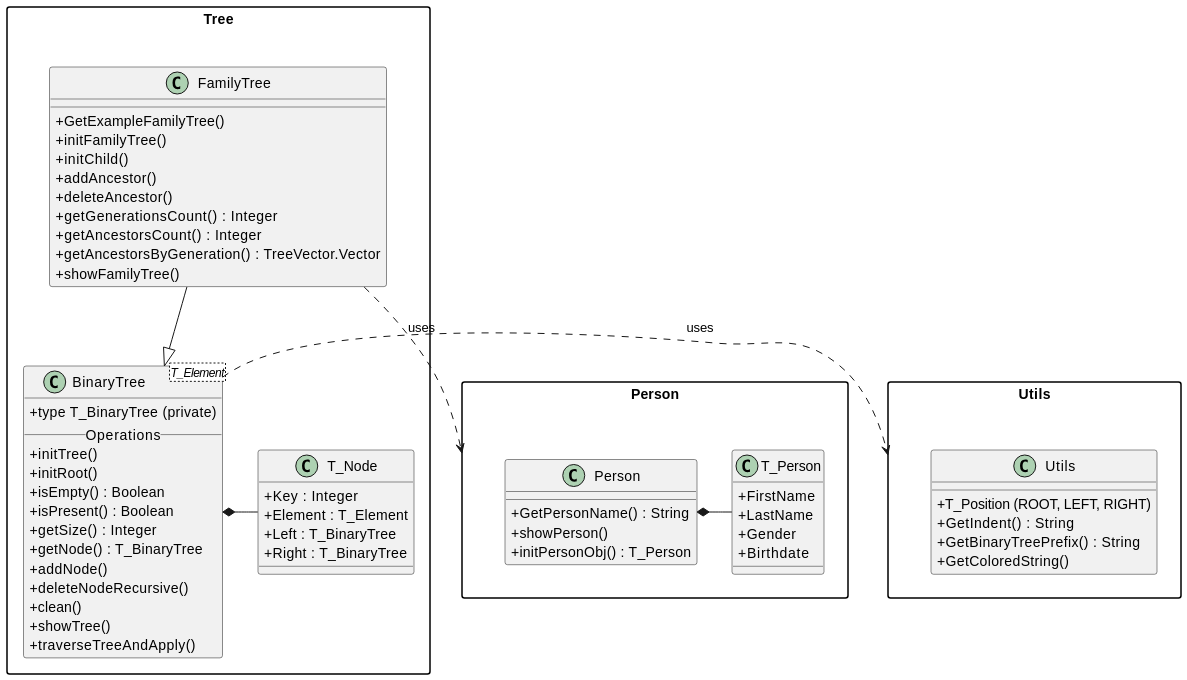 Tree
C FamilyTree
+GetExampleFamilyTree()
+initFamilyTree()
+initChild()
+addAncestor()
+deleteAncestor()
+getGenerationsCount() : Integer
+getAncestorsCount() : Integer
+getAncestorsByGeneration() : TreeVector.Vector
+showFamilyTree()
uses
uses
C BinaryTree
T_Element
+type T_BinaryTree (private)
Operations
+initTree()
+initRoot()
+isEmpty() : Boolean
+isPresent() : Boolean
+getSize() : Integer
+getNode() : T_BinaryTree
+addNode()
+deleteNodeRecursive()
+clean()
+showTree()
+traverseTreeAndApply()
C T_Node
+Key : Integer
+Element : T_Element
+Left : T_BinaryTree
+Right : T_BinaryTree
Person
C Person
+GetPersonName() : String
+showPerson()
+initPersonObj() : T_Person
C T_Person
+FirstName
+LastName
+Gender
+Birthdate
Utils
C Utils
+T_Position (ROOT, LEFT, RIGHT)
+GetIndent() : String
+GetBinaryTreePrefix() : String
+GetColoredString()